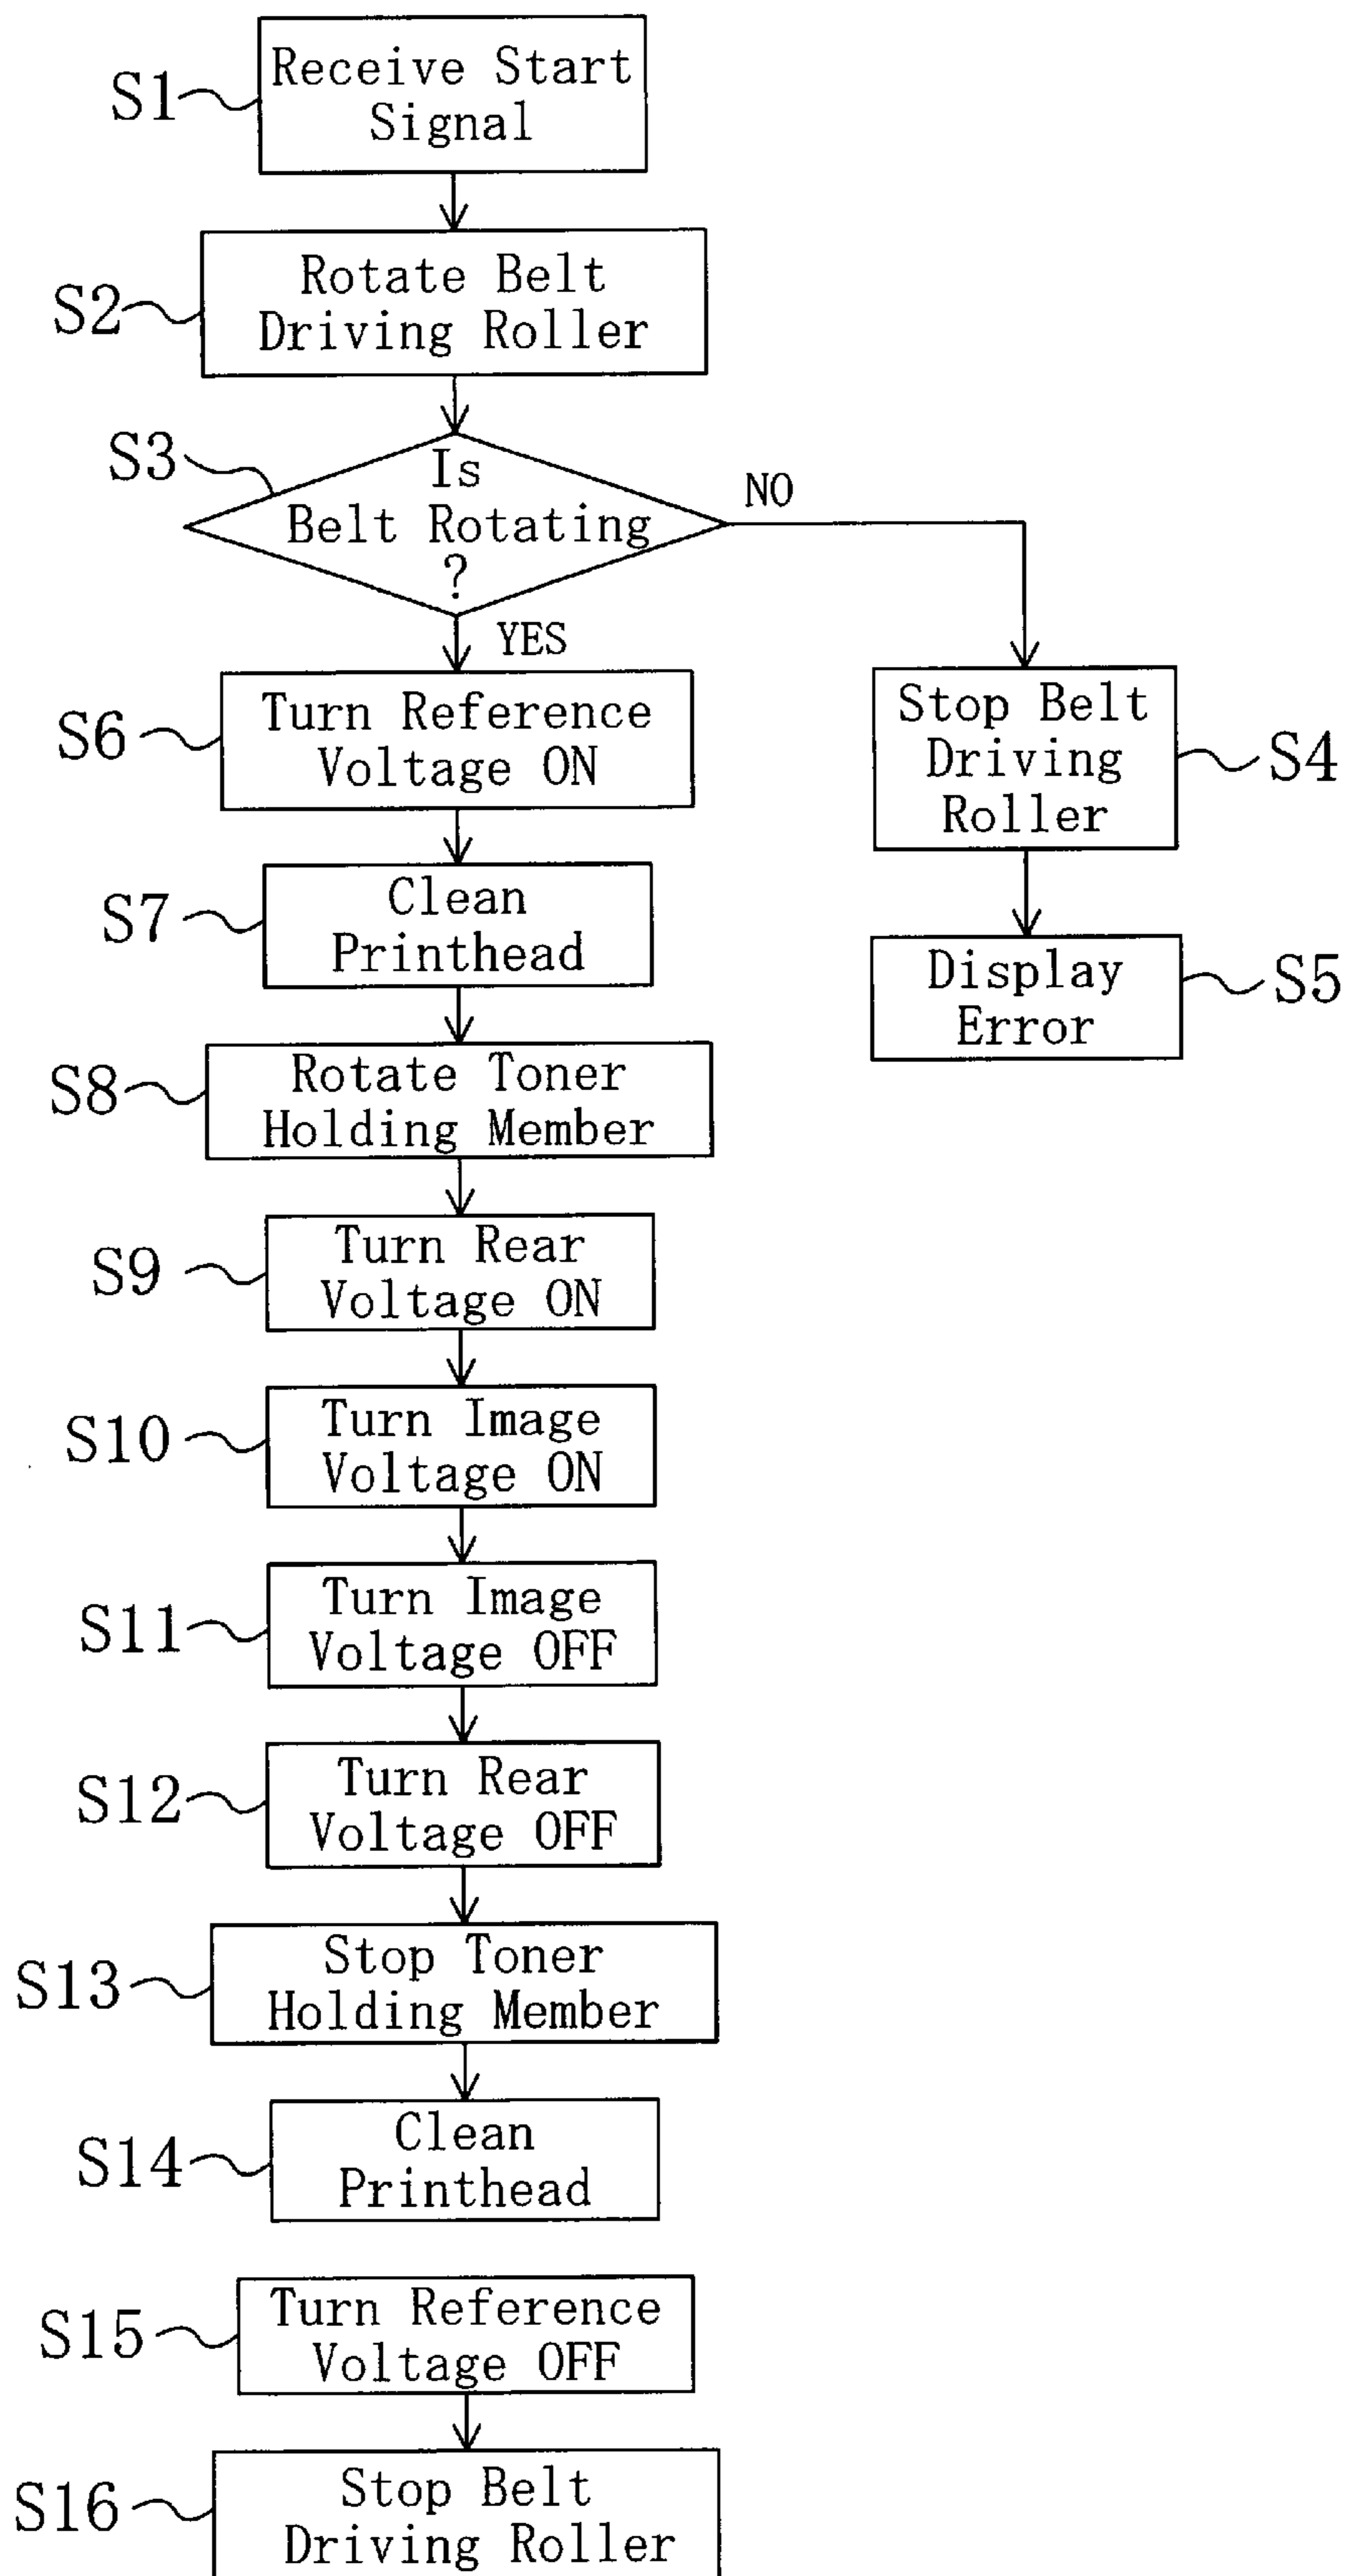 S1
Receive Start
Signal
S2
Rotate Belt
Driving Roller
S3
Is
Belt Rotating
?
NO
YES
S4
Stop Belt
Driving
Roller
S5
Display
Error
S6
Turn Reference
Voltage ON
S7
Clean
Printhead
S8
Rotate Toner
Holding Member
S9
Turn Rear
Voltage ON
S10
Turn Image
Voltage ON
S11
Turn Image
Voltage OFF
S12
Turn Rear
Voltage OFF
S13
Stop Toner
Holding Member
S14
Clean
Printhead
S15
Turn Reference
Voltage OFF
S16
Stop Belt
Driving Roller